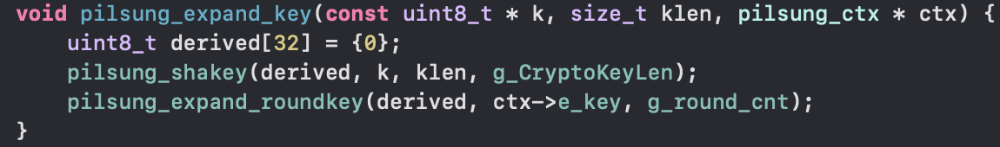 void pilsung_expand_key(const uint8_t * k, size_t klen, pilsung_ctx * ctx) {
    uint8_t derived[32] = {0};
    pilsung_shakey(derived, k, klen, g_CryptoKeyLen);
    pilsung_expand_roundkey(derived, ctx->e_key, g_round_cnt);
}